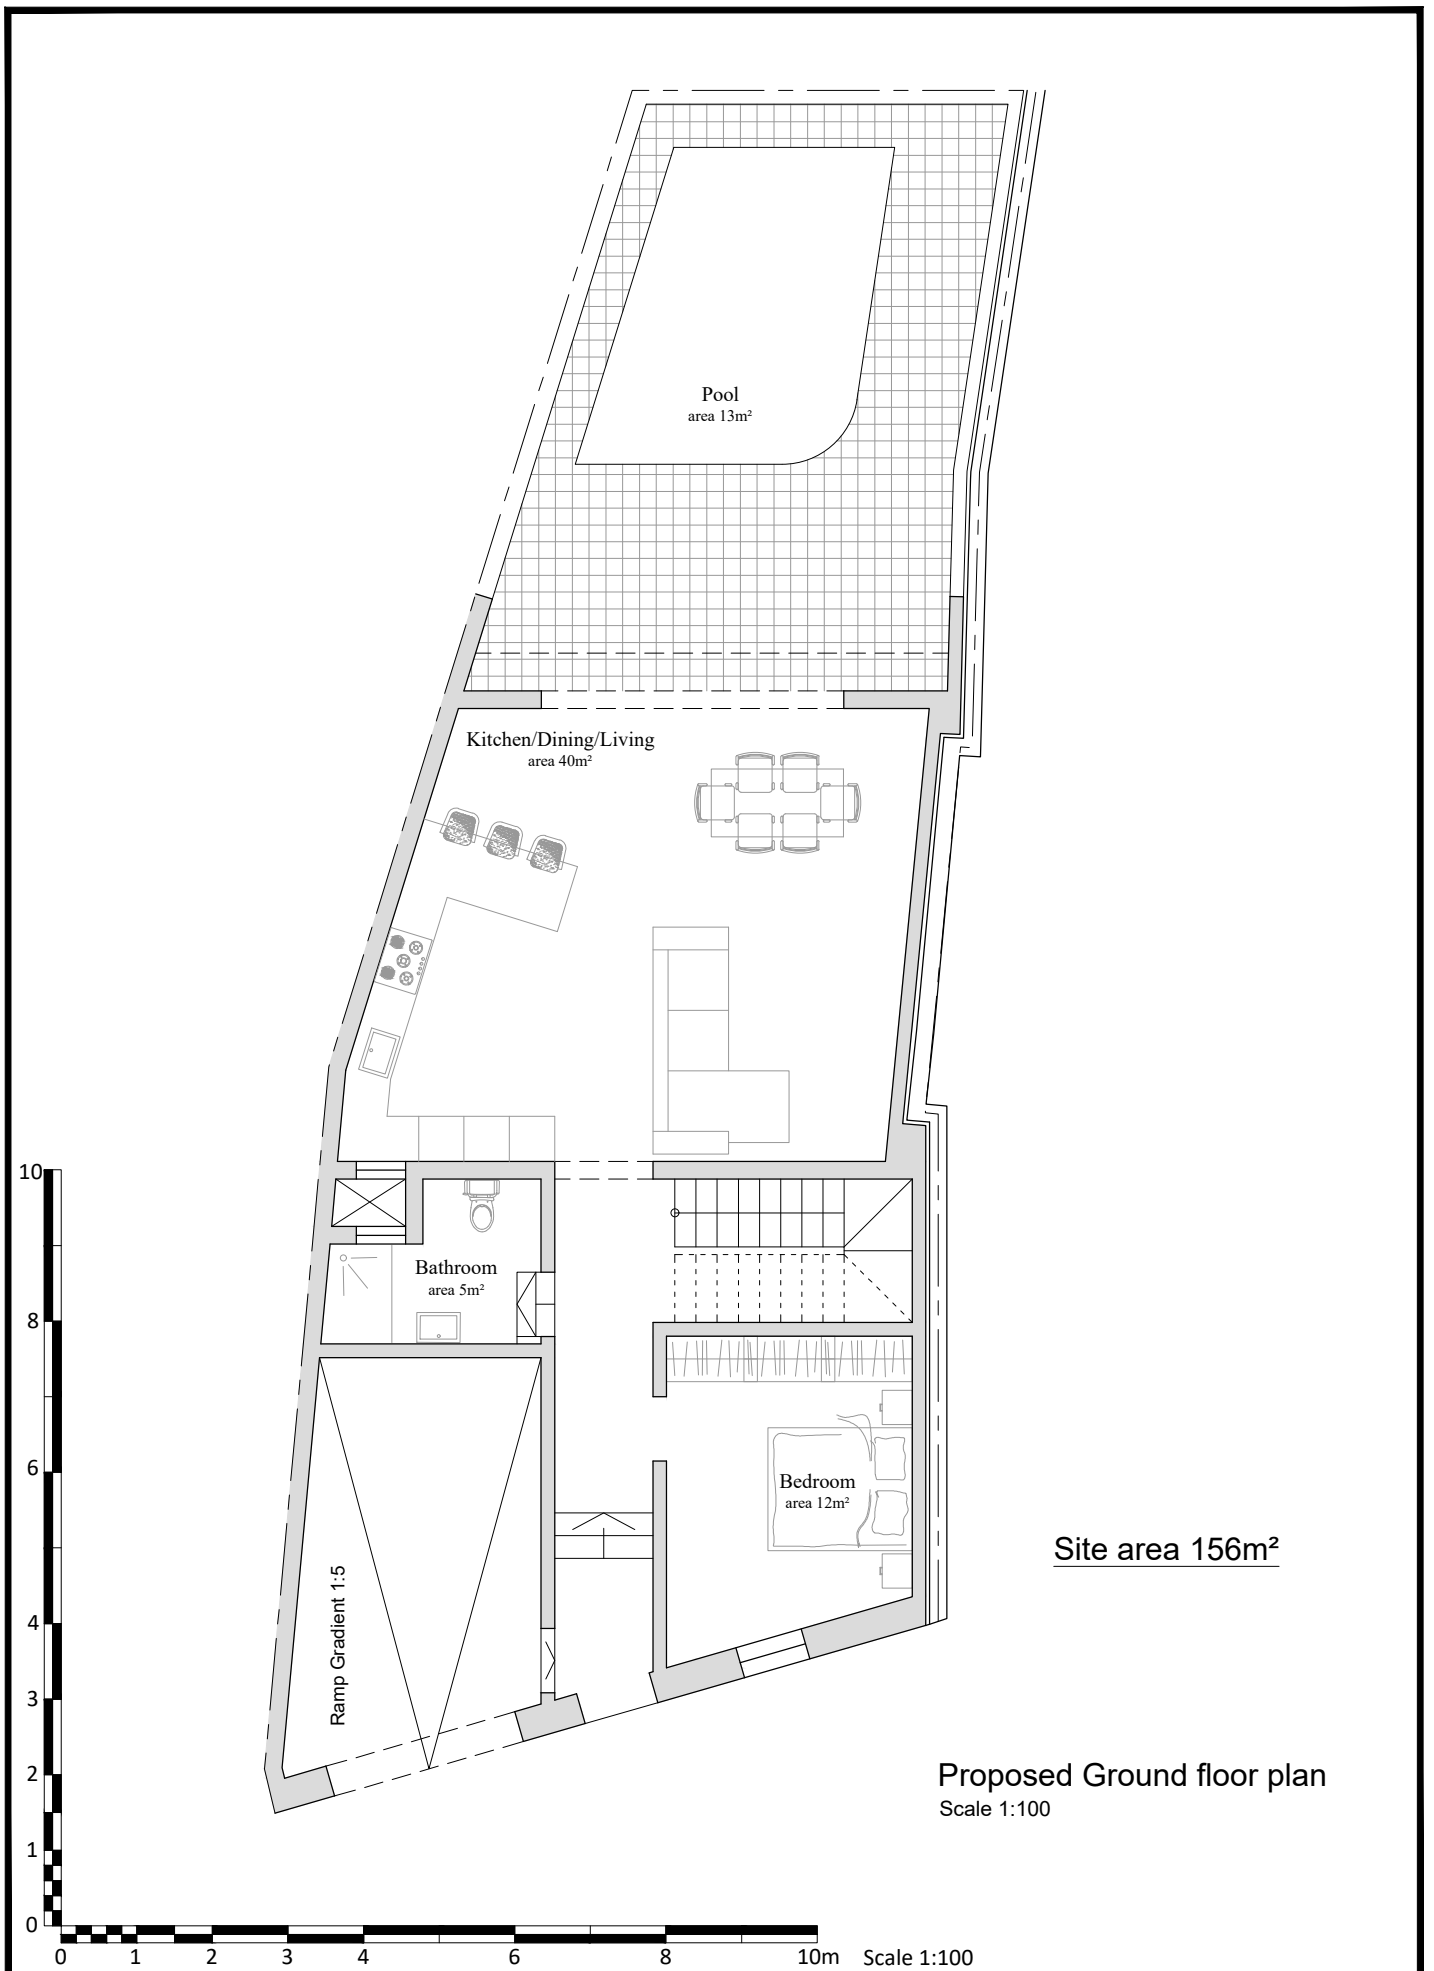 Pool
area 13m²
Kitchen/Dining/Living
area 40m²
Bathroom
area 5m²
Bedroom
area 12m²
Ramp Gradient 1:5
Site area 156m²
Proposed Ground floor plan
Scale 1:100
10
8
6
4
3
2
1
0
0 1 2 3 4 6 8 10m Scale 1:100